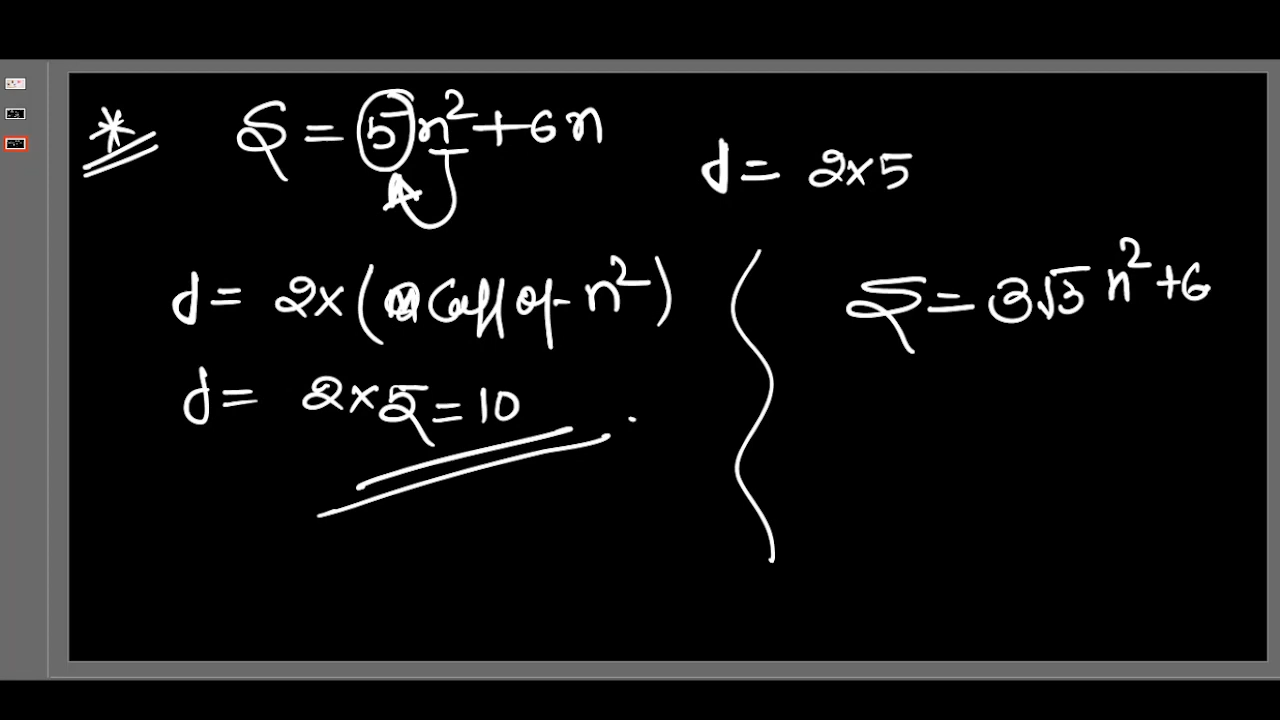 * S = 5n² + 6n
d = 2×5
d = 2×( Coeff of n²)
d = 2×5 = 10
S = 3√3 n² + 6